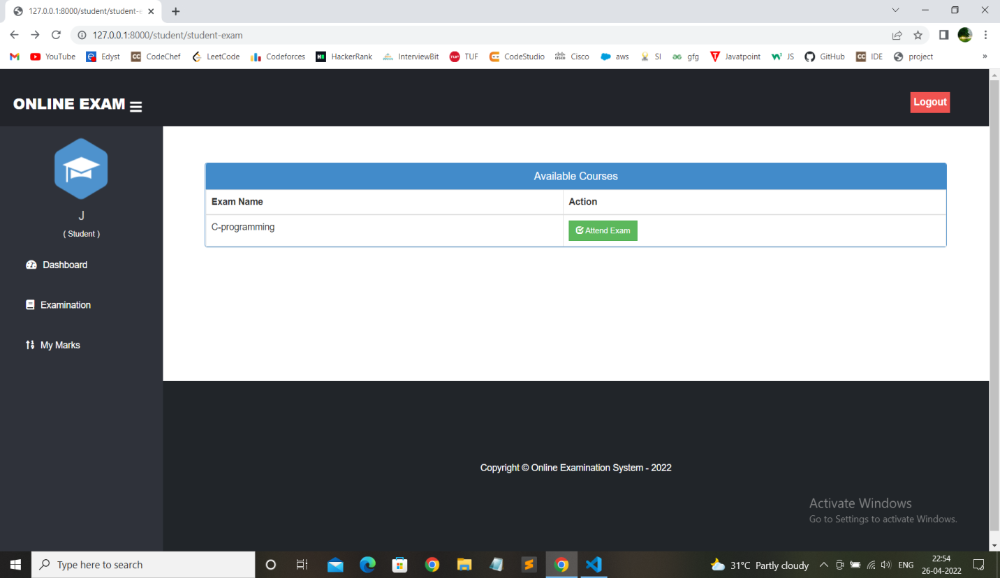 127.0.0.1:8000/student/student-e
127.0.0.1:8000/student/student-exam
YouTube Edyst CodeChef LeetCode Codeforces HackerRank InterviewBit TUF CodeStudio Cisco aws SI gfg Javatpoint JS GitHub IDE project »
ONLINE EXAM
Logout
J
( Student )
Dashboard
Examination
My Marks
Available Courses
Exam Name Action
C-programming Attend Exam
Copyright © Online Examination System - 2022
Activate Windows
Go to Settings to activate Windows.
Type here to search
31°C Partly cloudy ENG
22:54
26-04-2022